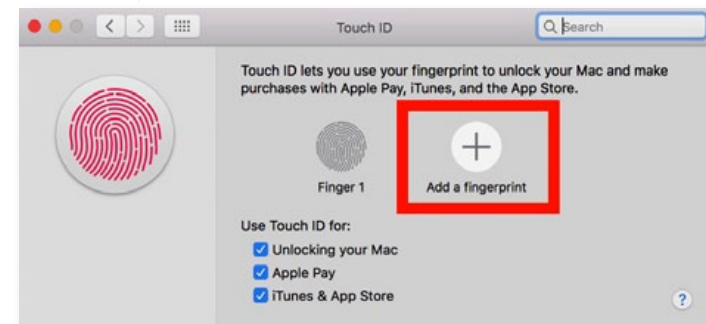 Touch ID
Search
Touch ID lets you use your fingerprint to unlock your Mac and make
purchases with Apple Pay, iTunes, and the App Store.
Finger 1
Add a fingerprint
Use Touch ID for:
Unlocking your Mac
Apple Pay
iTunes & App Store
?